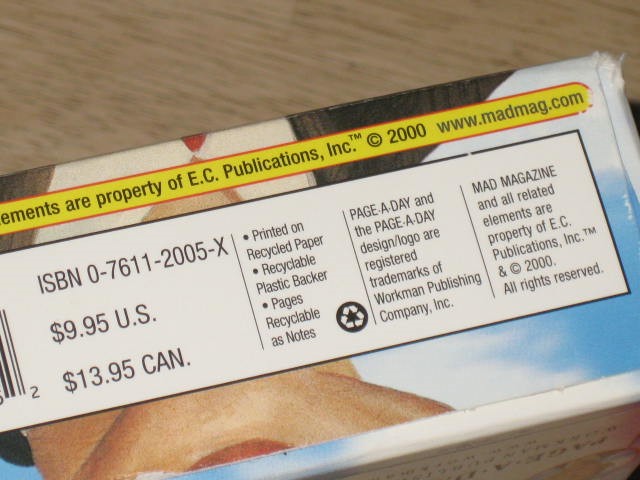 ements are property of E.C. Publications, Inc.™ © 2000 www.madmag.com
ISBN 0-7611-2005-X
$9.95 U.S.
$13.95 CAN.
2
• Printed on
Recycled Paper
• Recyclable
Plastic Backer
• Pages
Recyclable
as Notes
PAGE-A-DAY and
the PAGE-A-DAY
design/logo are
registered
trademarks of
Workman Publishing
Company, Inc.
MAD MAGAZINE
and all related
elements are
property of E.C.
Publications, Inc.™
& © 2000.
All rights reserved.